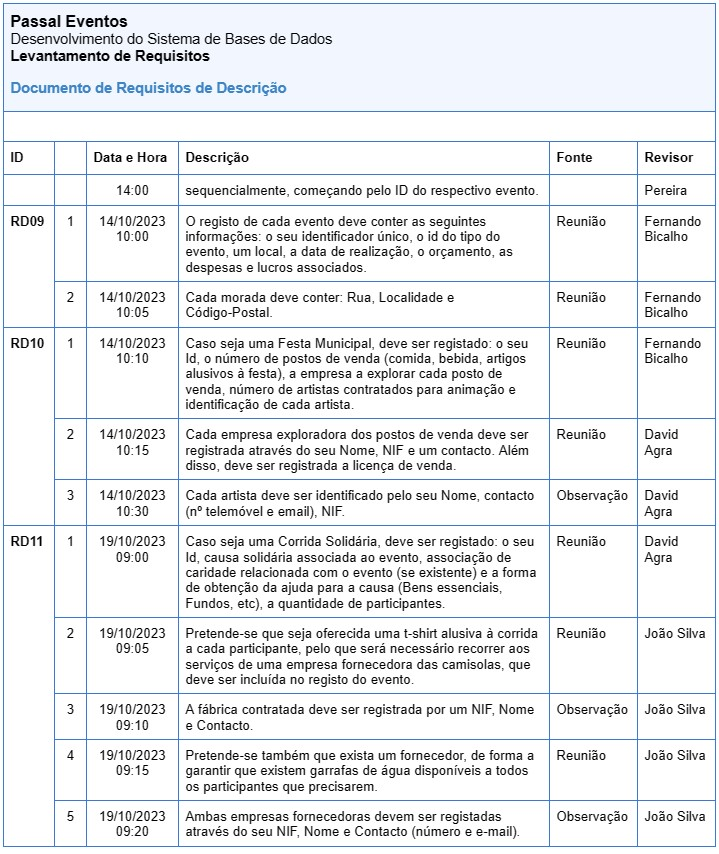 Passal Eventos
Desenvolvimento do Sistema de Bases de Dados
Levantamento de Requisitos
Documento de Requisitos de Descrição
ID Data e Hora Descrição Fonte Revisor
14:00 sequencialmente, começando pelo ID do respectivo evento. Pereira
RD09 1 14/10/2023 O registo de cada evento deve conter as seguintes Reunião Fernando
10:00 informações: o seu identificador único, o id do tipo do Bicalho
evento, um local, a data de realização, o orçamento, as
despesas e lucros associados.
2 14/10/2023 Cada morada deve conter: Rua, Localidade e Reunião Fernando
10:05 Código-Postal. Bicalho
RD10 1 14/10/2023 Caso seja uma Festa Municipal, deve ser registado: o seu Reunião Fernando
10:10 Id, o número de postos de venda (comida, bebida, artigos Bicalho
alusivos à festa), a empresa a explorar cada posto de
venda, número de artistas contratados para animação e
identificação de cada artista.
2 14/10/2023 Cada empresa exploradora dos postos de venda deve ser Reunião David
10:15 registrada através do seu Nome, NIF e um contacto. Além Agra
disso, deve ser registrada a licença de venda.
3 14/10/2023 Cada artista deve ser identificado pelo seu Nome, contacto Observação David
10:30 (nº telemóvel e email), NIF. Agra
RD11 1 19/10/2023 Caso seja uma Corrida Solidária, deve ser registado: o seu Reunião David
09:00 Id, causa solidária associada ao evento, associação de Agra
caridade relacionada com o evento (se existente) e a forma
de obtenção da ajuda para a causa (Bens essenciais,
Fundos, etc), a quantidade de participantes.
2 19/10/2023 Pretende-se que seja oferecida uma t-shirt alusiva à corrida Reunião João Silva
09:05 a cada participante, pelo que será necessário recorrer aos
serviços de uma empresa fornecedora das camisolas, que
deve ser incluída no registo do evento.
3 19/10/2023 A fábrica contratada deve ser registrada por um NIF, Nome Observação João Silva
09:10 e Contacto.
4 19/10/2023 Pretende-se também que exista um fornecedor, de forma a Reunião João Silva
09:15 garantir que existem garrafas de água disponíveis a todos
os participantes que precisarem.
5 19/10/2023 Ambas empresas fornecedoras devem ser registadas Observação João Silva
09:20 através do seu NIF, Nome e Contacto (número e e-mail).